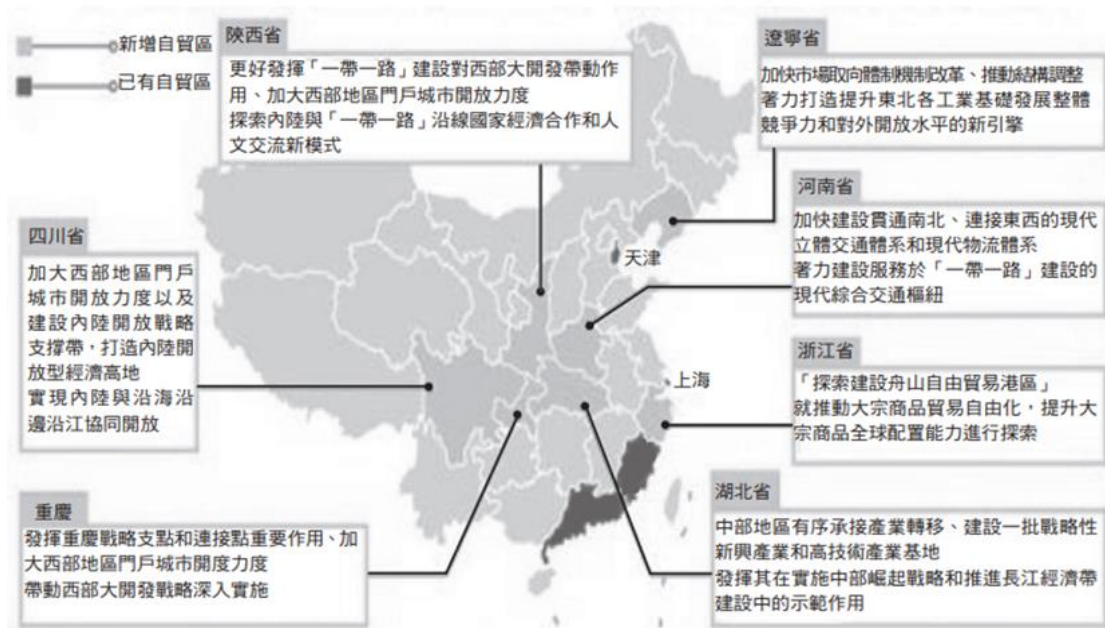 新增自貿區
已有自貿區
陝西省
更好發揮「一帶一路」建設對西部大開發帶動作
用、加大西部地區門戶城市開放力度
探索內陸與「一帶一路」沿線國家經濟合作和人
文交流新模式
遼寧省
加快市場取向體制機制改革、推動結構調整
著力打造提升東北各工業基礎發展整體
競爭力和對外開放水平的新引擎
河南省
加快建設貫通南北、連接東西的現代
立體交通體系和現代物流體系
著力建設服務於「一帶一路」建設的
現代綜合交通樞紐
四川省
加大西部地區門戶
城市開放力度以及
建設內陸開放戰略
支撐帶，打造內陸開
放型經濟高地
實現內陸與沿海沿
邊沿江協同開放
天津
上海
浙江省
「探索建設舟山自由貿易港區」
就推動大宗商品貿易自由化，提升大
宗商品全球配置能力進行探索
重慶
發揮重慶戰略支點和連接點重要作用、加
大西部地區門戶城市開度力度
帶動西部大開發戰略深入實施
湖北省
中部地區有序承接產業轉移、建設一批戰略性
新興產業和高技術產業基地
發揮其在實施中部崛起戰略和推進長江經濟帶
建設中的示範作用